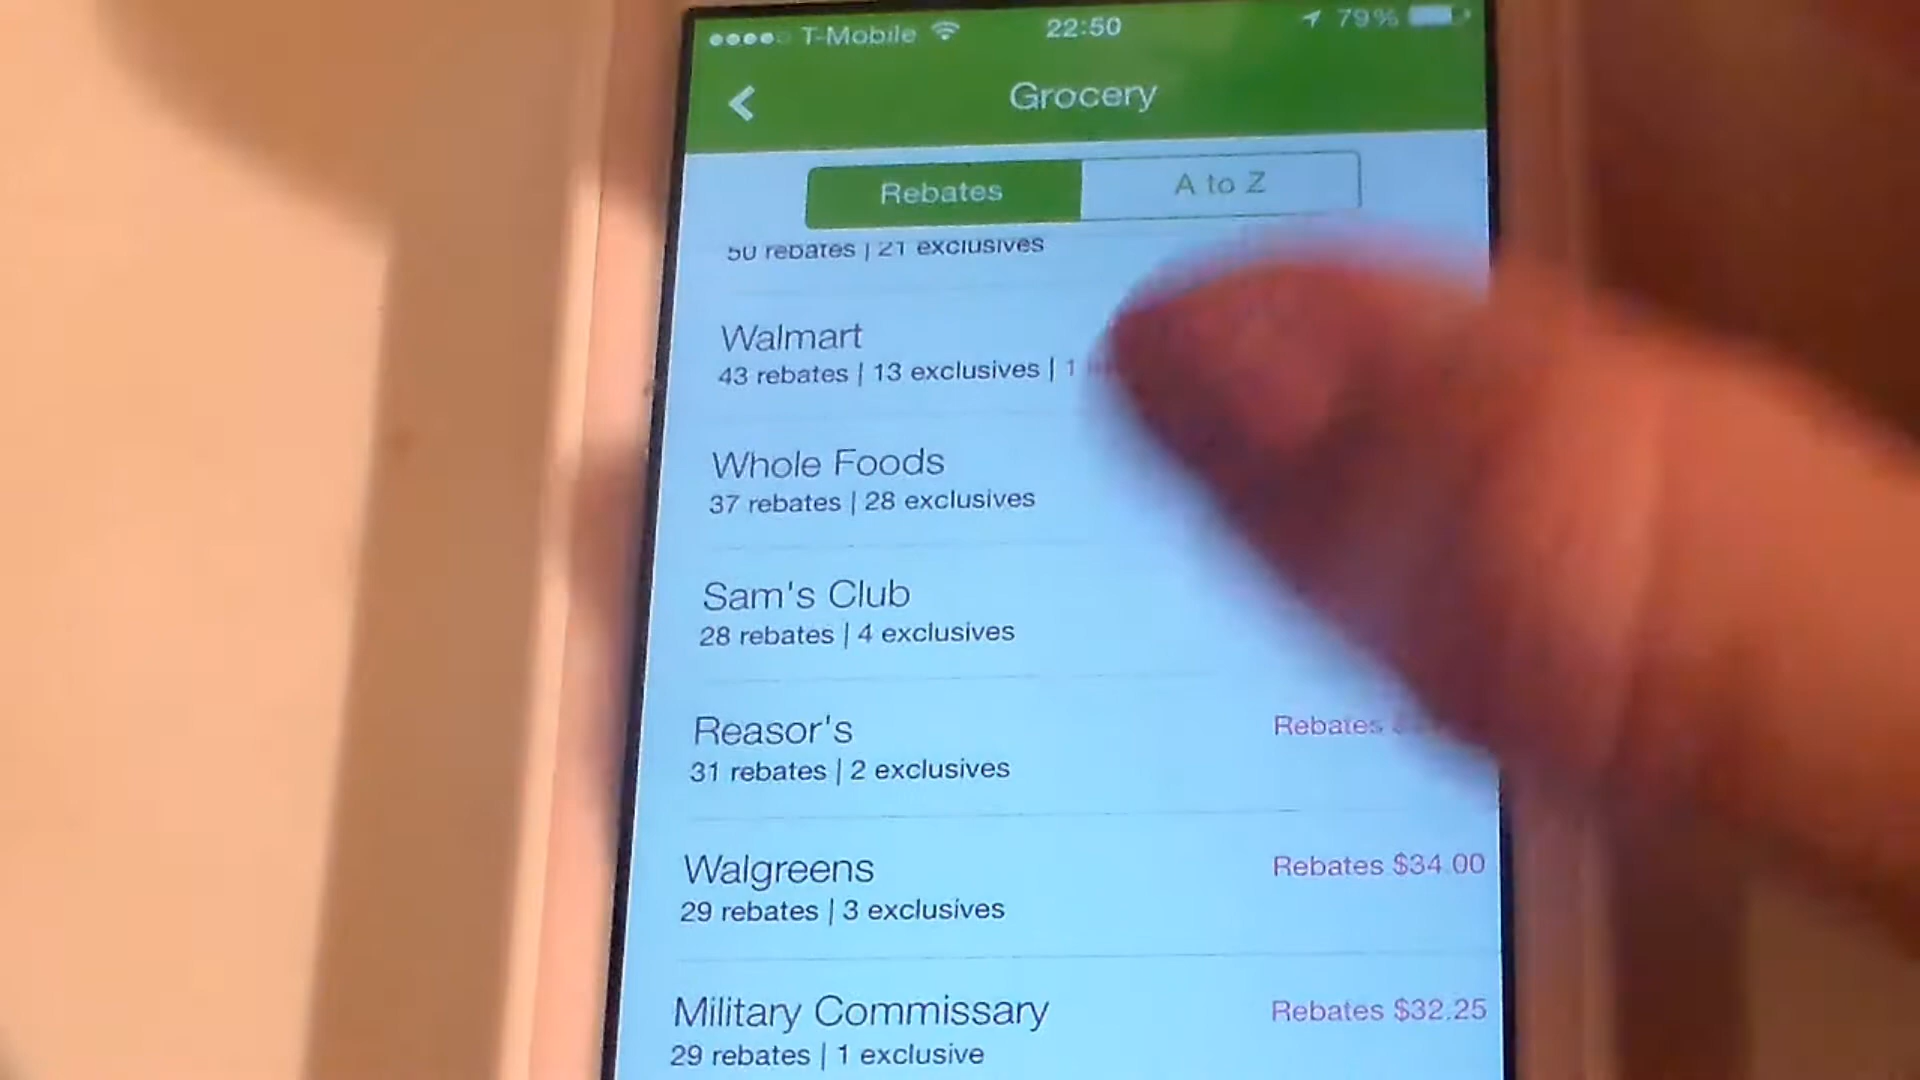 T-Mobile 22:50 79%
Grocery
Rebates A to Z
50 rebates | 21 exclusives
Walmart
43 rebates | 13 exclusives | 1
Whole Foods
37 rebates | 28 exclusives
Sam's Club
28 rebates | 4 exclusives
Reasor's Rebates
31 rebates | 2 exclusives
Walgreens Rebates $34.00
29 rebates | 3 exclusives
Military Commissary Rebates $32.25
29 rebates | 1 exclusive